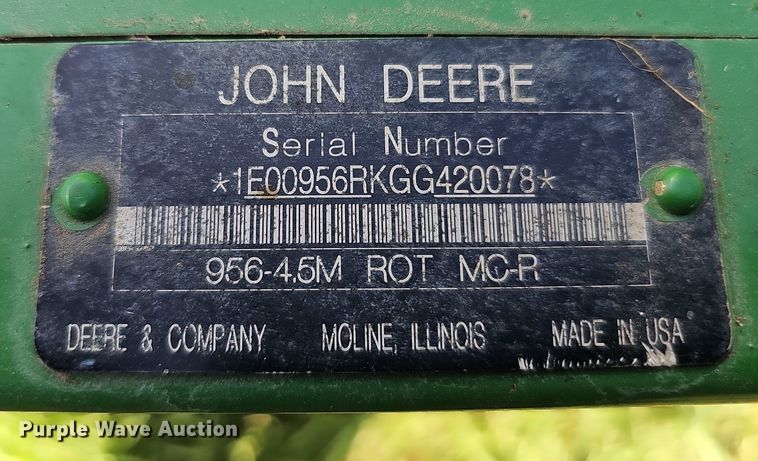 JOHN DEERE
Serial Number
*1E00956RKGG420078*
956-4.5M ROT MC-R
DEERE & COMPANY MOLINE, ILLINOIS MADE IN USA
Purple Wave Auction